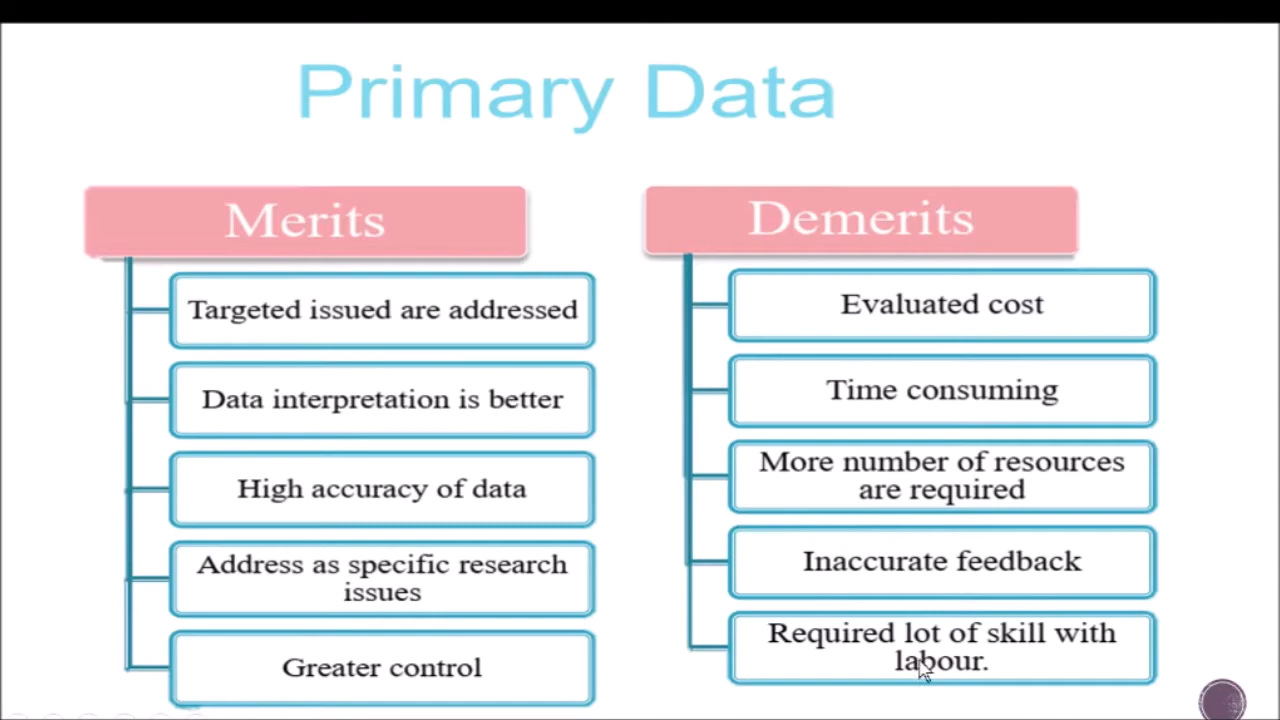 Primary Data
Merits
Targeted issued are addressed
Data interpretation is better
High accuracy of data
Address as specific research
issues
Greater control
Demerits
Evaluated cost
Time consuming
More number of resources
are required
Inaccurate feedback
Required lot of skill with
labour.